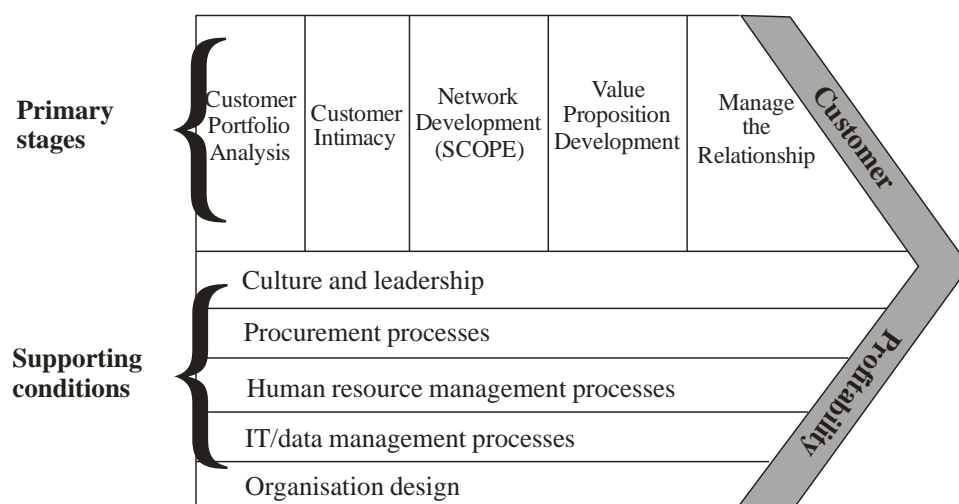 Primary
stages
Customer
Portfolio
Analysis
Customer
Intimacy
Network
Development
(SCOPE)
Value
Proposition
Development
Manage
the
Relationship
Customer
Supporting
conditions
Culture and leadership
Procurement processes
Human resource management processes
IT/data management processes
Organisation design
Profitability